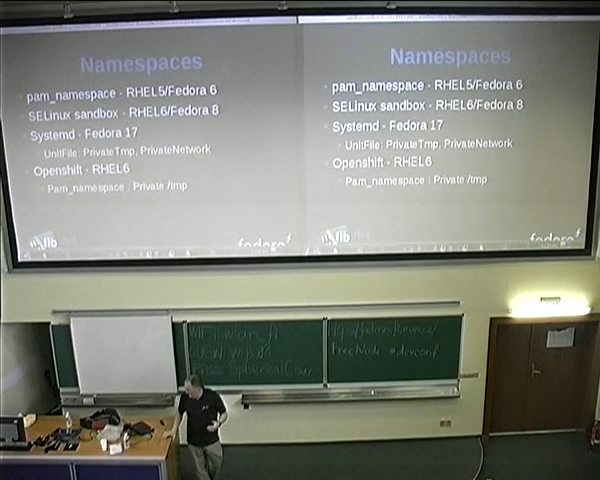 Namespaces
pam_namespace - RHEL5/Fedora 6
SELinux sandbox - RHEL6/Fedora 8
Systemd - Fedora 17
UnitFile: PrivateTmp, PrivateNetwork
Openshift - RHEL6
Pam_namespace : Private /tmp
lib
fedora
Namespaces
pam_namespace - RHEL5/Fedora 6
SELinux sandbox - RHEL6/Fedora 8
Systemd - Fedora 17
UnitFile: PrivateTmp, PrivateNetwork
Openshift - RHEL6
Pam_namespace : Private /tmp
lib
fedora
FreeNode #devconf